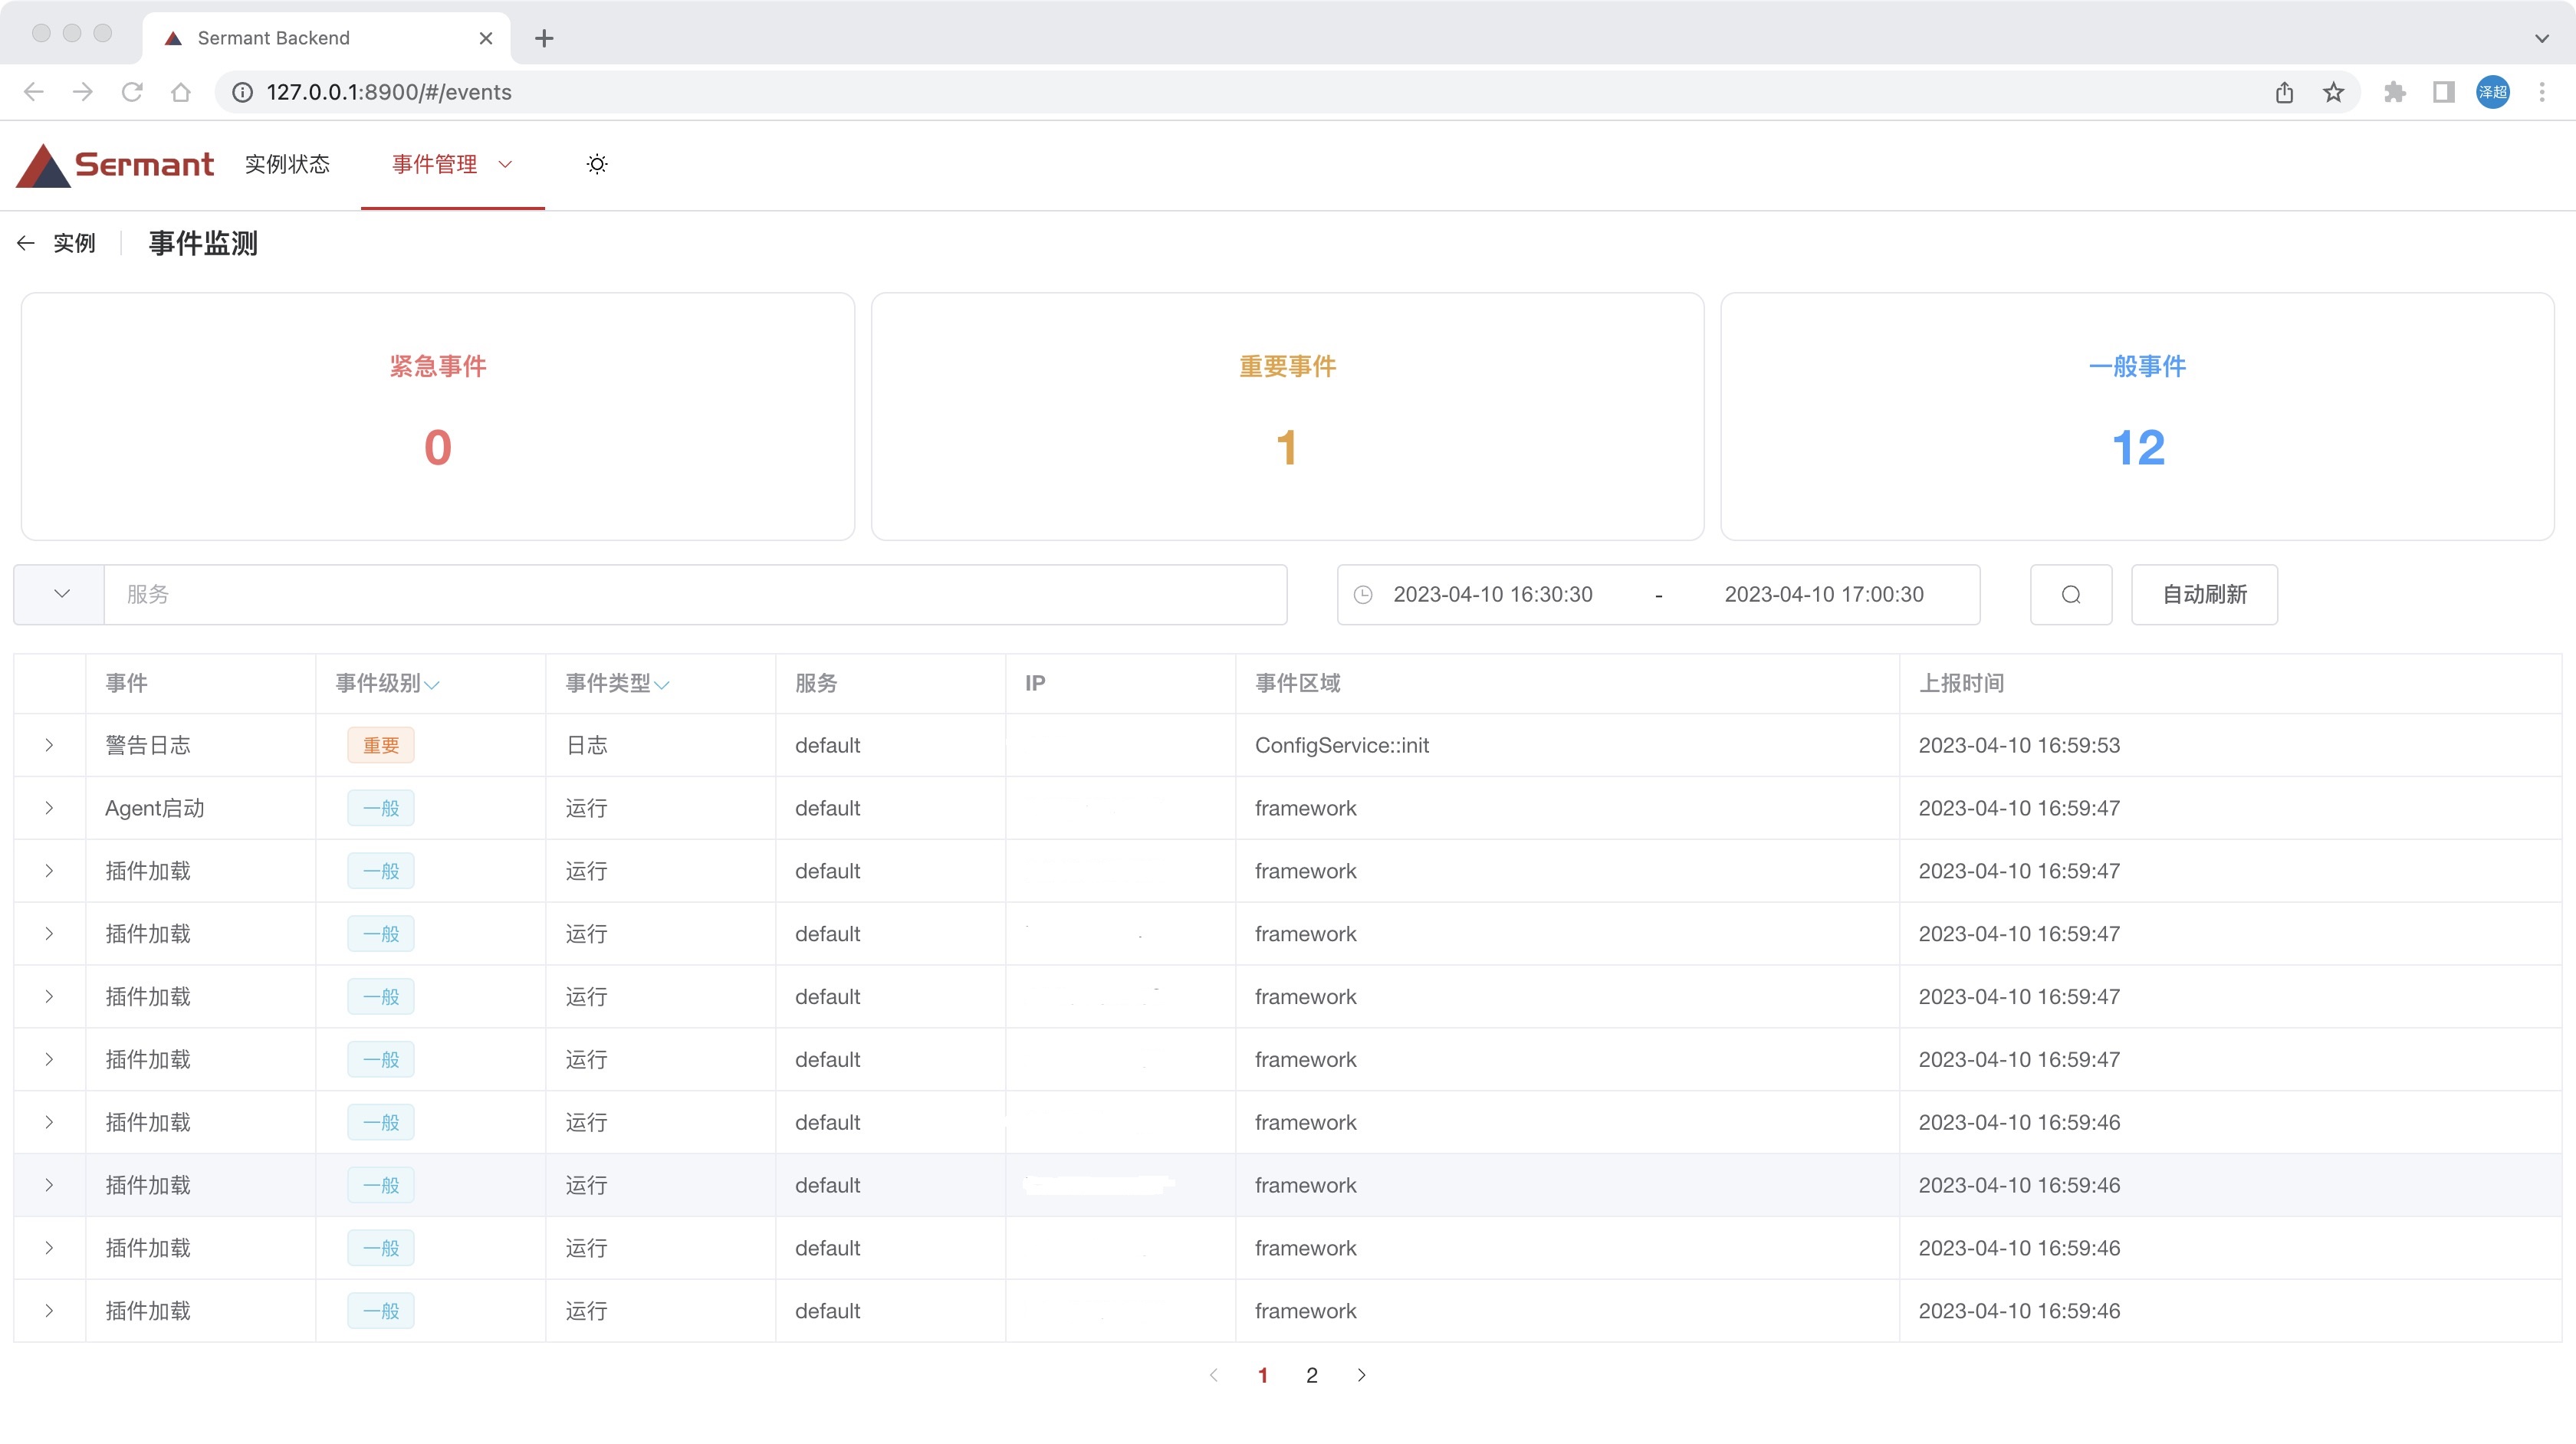 Sermant Backend
127.0.0.1:8900/#/events
泽超
Sermant 实例状态 事件管理
实例 事件监测
紧急事件 重要事件 一般事件
0 1 12
服务 2023-04-10 16:30:30 - 2023-04-10 17:00:30 自动刷新
事件 事件级别 事件类型 服务 IP 事件区域 上报时间
警告日志 重要 日志 default ConfigService::init 2023-04-10 16:59:53
Agent启动 一般 运行 default framework 2023-04-10 16:59:47
插件加载 一般 运行 default framework 2023-04-10 16:59:47
插件加载 一般 运行 default framework 2023-04-10 16:59:47
插件加载 一般 运行 default framework 2023-04-10 16:59:47
插件加载 一般 运行 default framework 2023-04-10 16:59:47
插件加载 一般 运行 default framework 2023-04-10 16:59:46
插件加载 一般 运行 default framework 2023-04-10 16:59:46
插件加载 一般 运行 default framework 2023-04-10 16:59:46
插件加载 一般 运行 default framework 2023-04-10 16:59:46
1 2